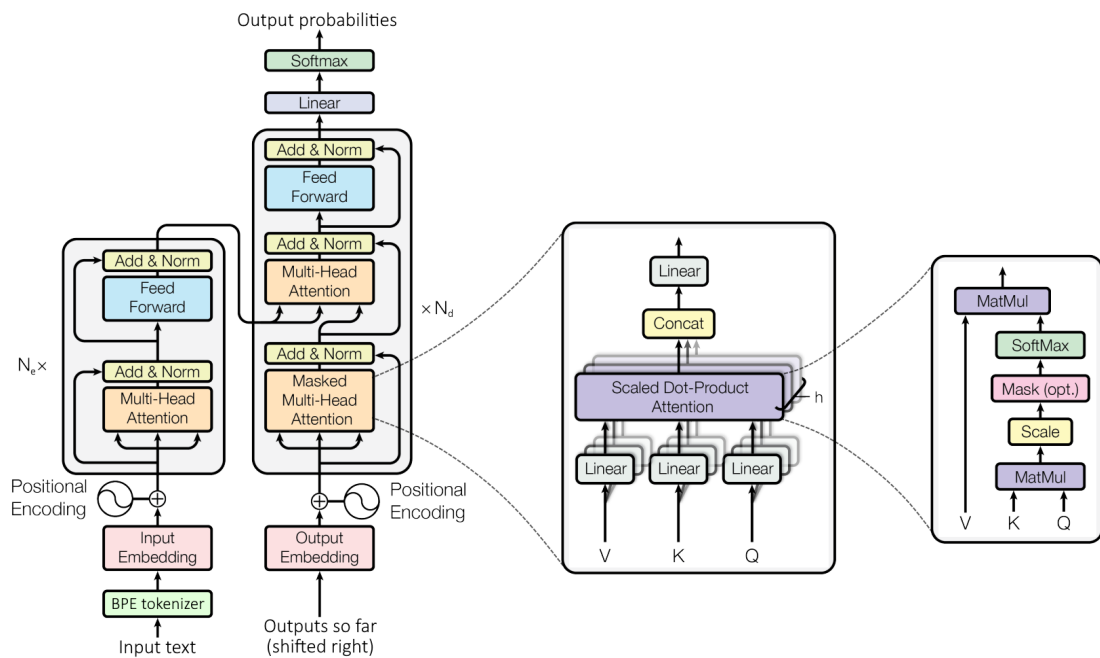 Output probabilities
Softmax
Linear
Add & Norm
Feed
Forward
Add & Norm
Multi-Head
Attention
× Nd
Add & Norm
Masked
Multi-Head
Attention
Positional
Encoding
Output
Embedding
Outputs so far
(shifted right)
Add & Norm
Feed
Forward
Ne×
Add & Norm
Multi-Head
Attention
Positional
Encoding
Input
Embedding
BPE tokenizer
Input text
Linear
Concat
Scaled Dot-Product
Attention
h
Linear
Linear
Linear
V
K
Q
MatMul
SoftMax
Mask (opt.)
Scale
MatMul
V
K
Q